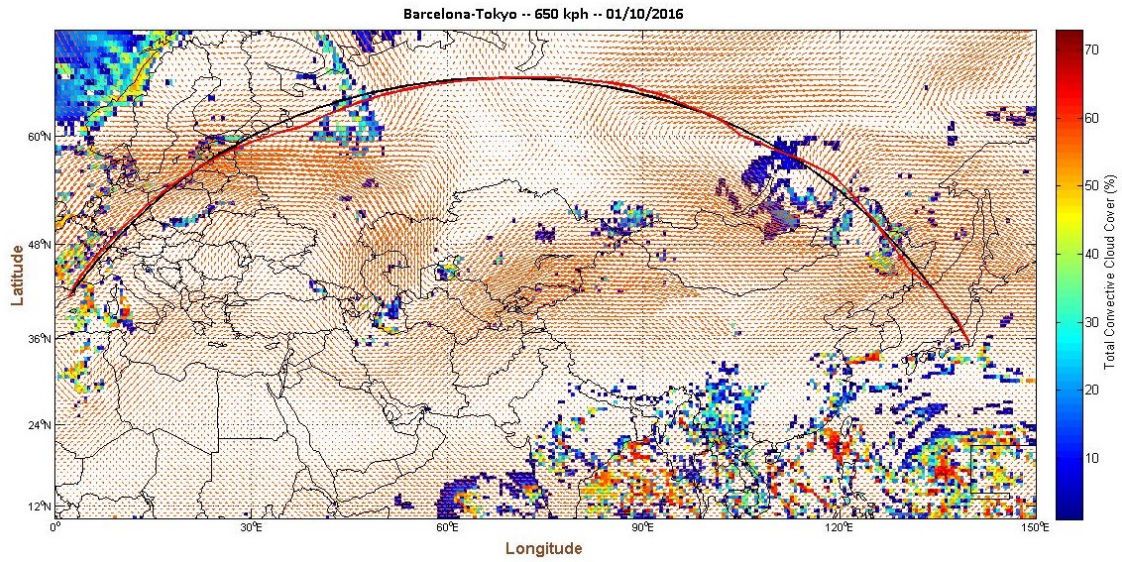 Barcelona-Tokyo -- 650 kph -- 01/10/2016
60°N
48°N
36°N
24°N
12°N
Latitude
0°
30°E
60°E
90°E
120°E
150°E
Longitude
70
60
50
40
30
20
10
Total Convective Cloud Cover (%)